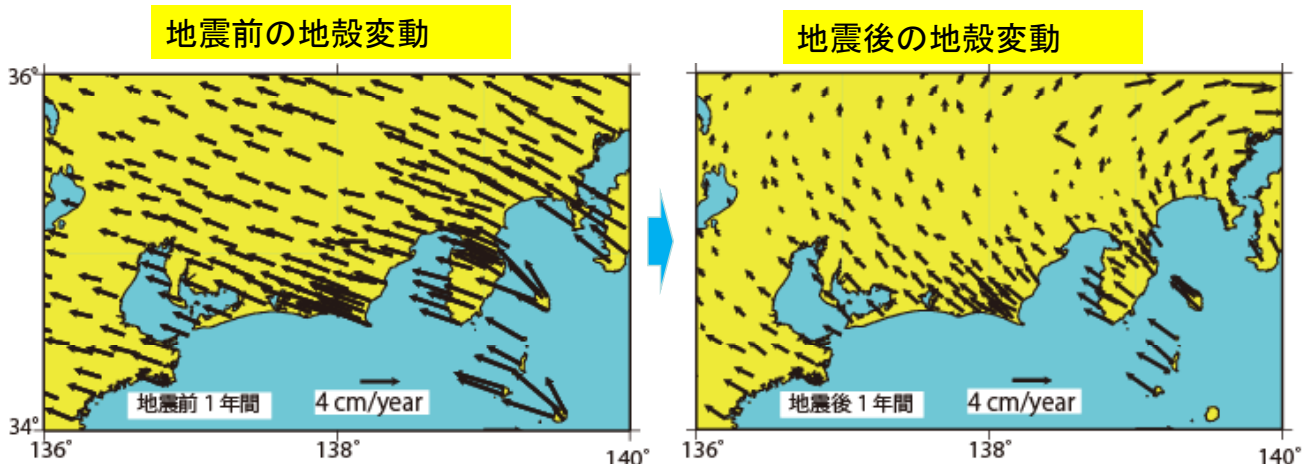 地震前の地殻変動
地震後の地殻変動
36°
34°
136°
138°
140°
地震前1年間
4 cm/year
136°
138°
140°
地震後1年間
4 cm/year